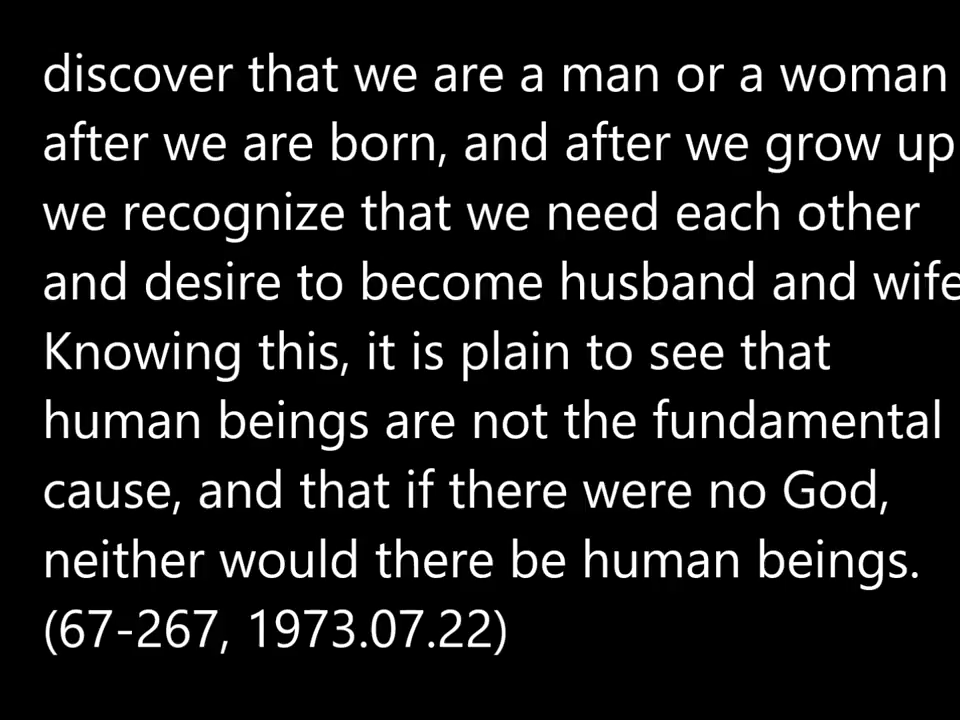 discover that we are a man or a woman
after we are born, and after we grow up
we recognize that we need each other
and desire to become husband and wife
Knowing this, it is plain to see that
human beings are not the fundamental
cause, and that if there were no God,
neither would there be human beings.
(67-267, 1973.07.22)